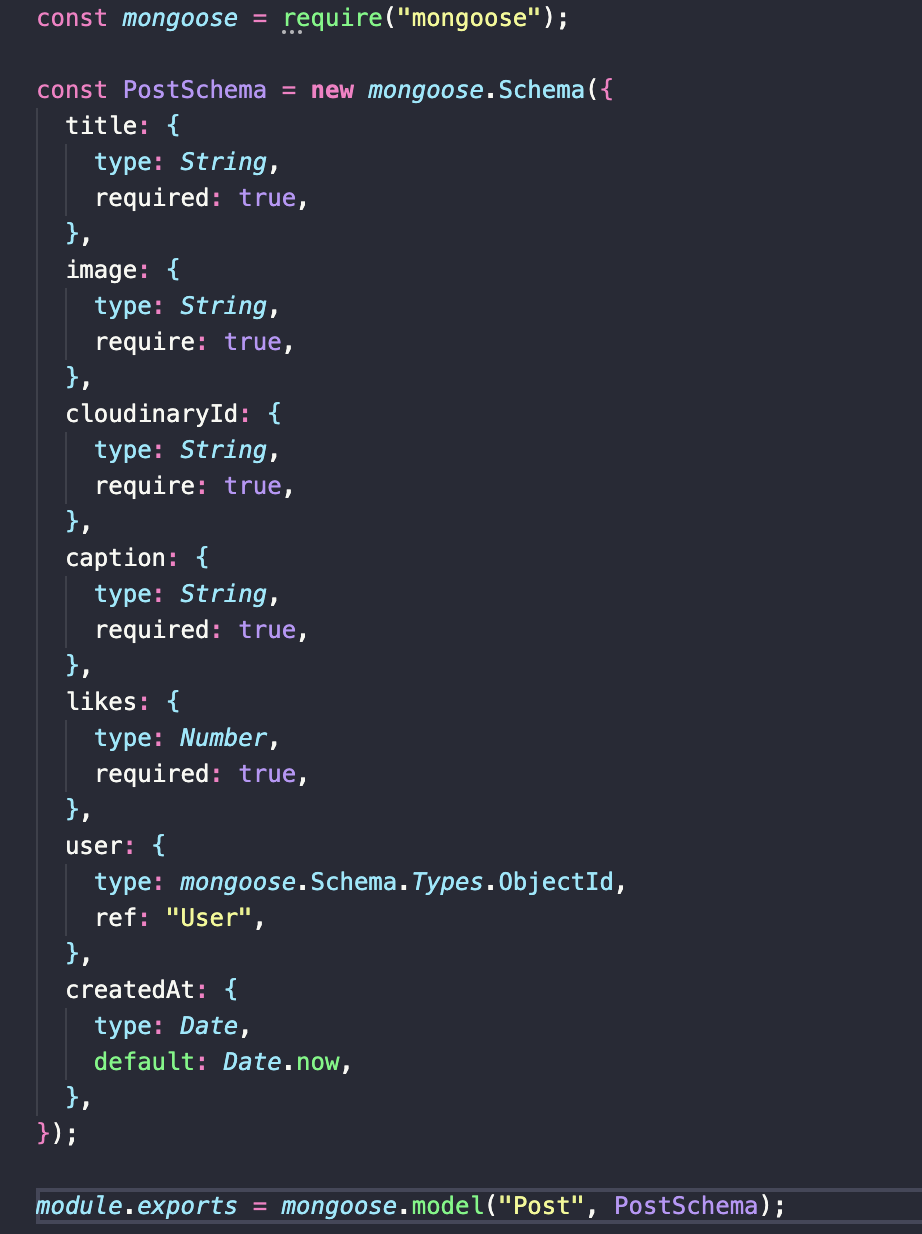 const mongoose = require("mongoose");
const PostSchema = new mongoose.Schema({
title: {
type: String,
required: true,
},
image: {
type: String,
require: true,
},
cloudinaryId: {
type: String,
require: true,
},
caption: {
type: String,
required: true,
},
likes: {
type: Number,
required: true,
},
user: {
type: mongoose.Schema.Types.ObjectId,
ref: "User",
},
createdAt: {
type: Date,
default: Date.now,
},
});
module.exports = mongoose.model("Post", PostSchema);